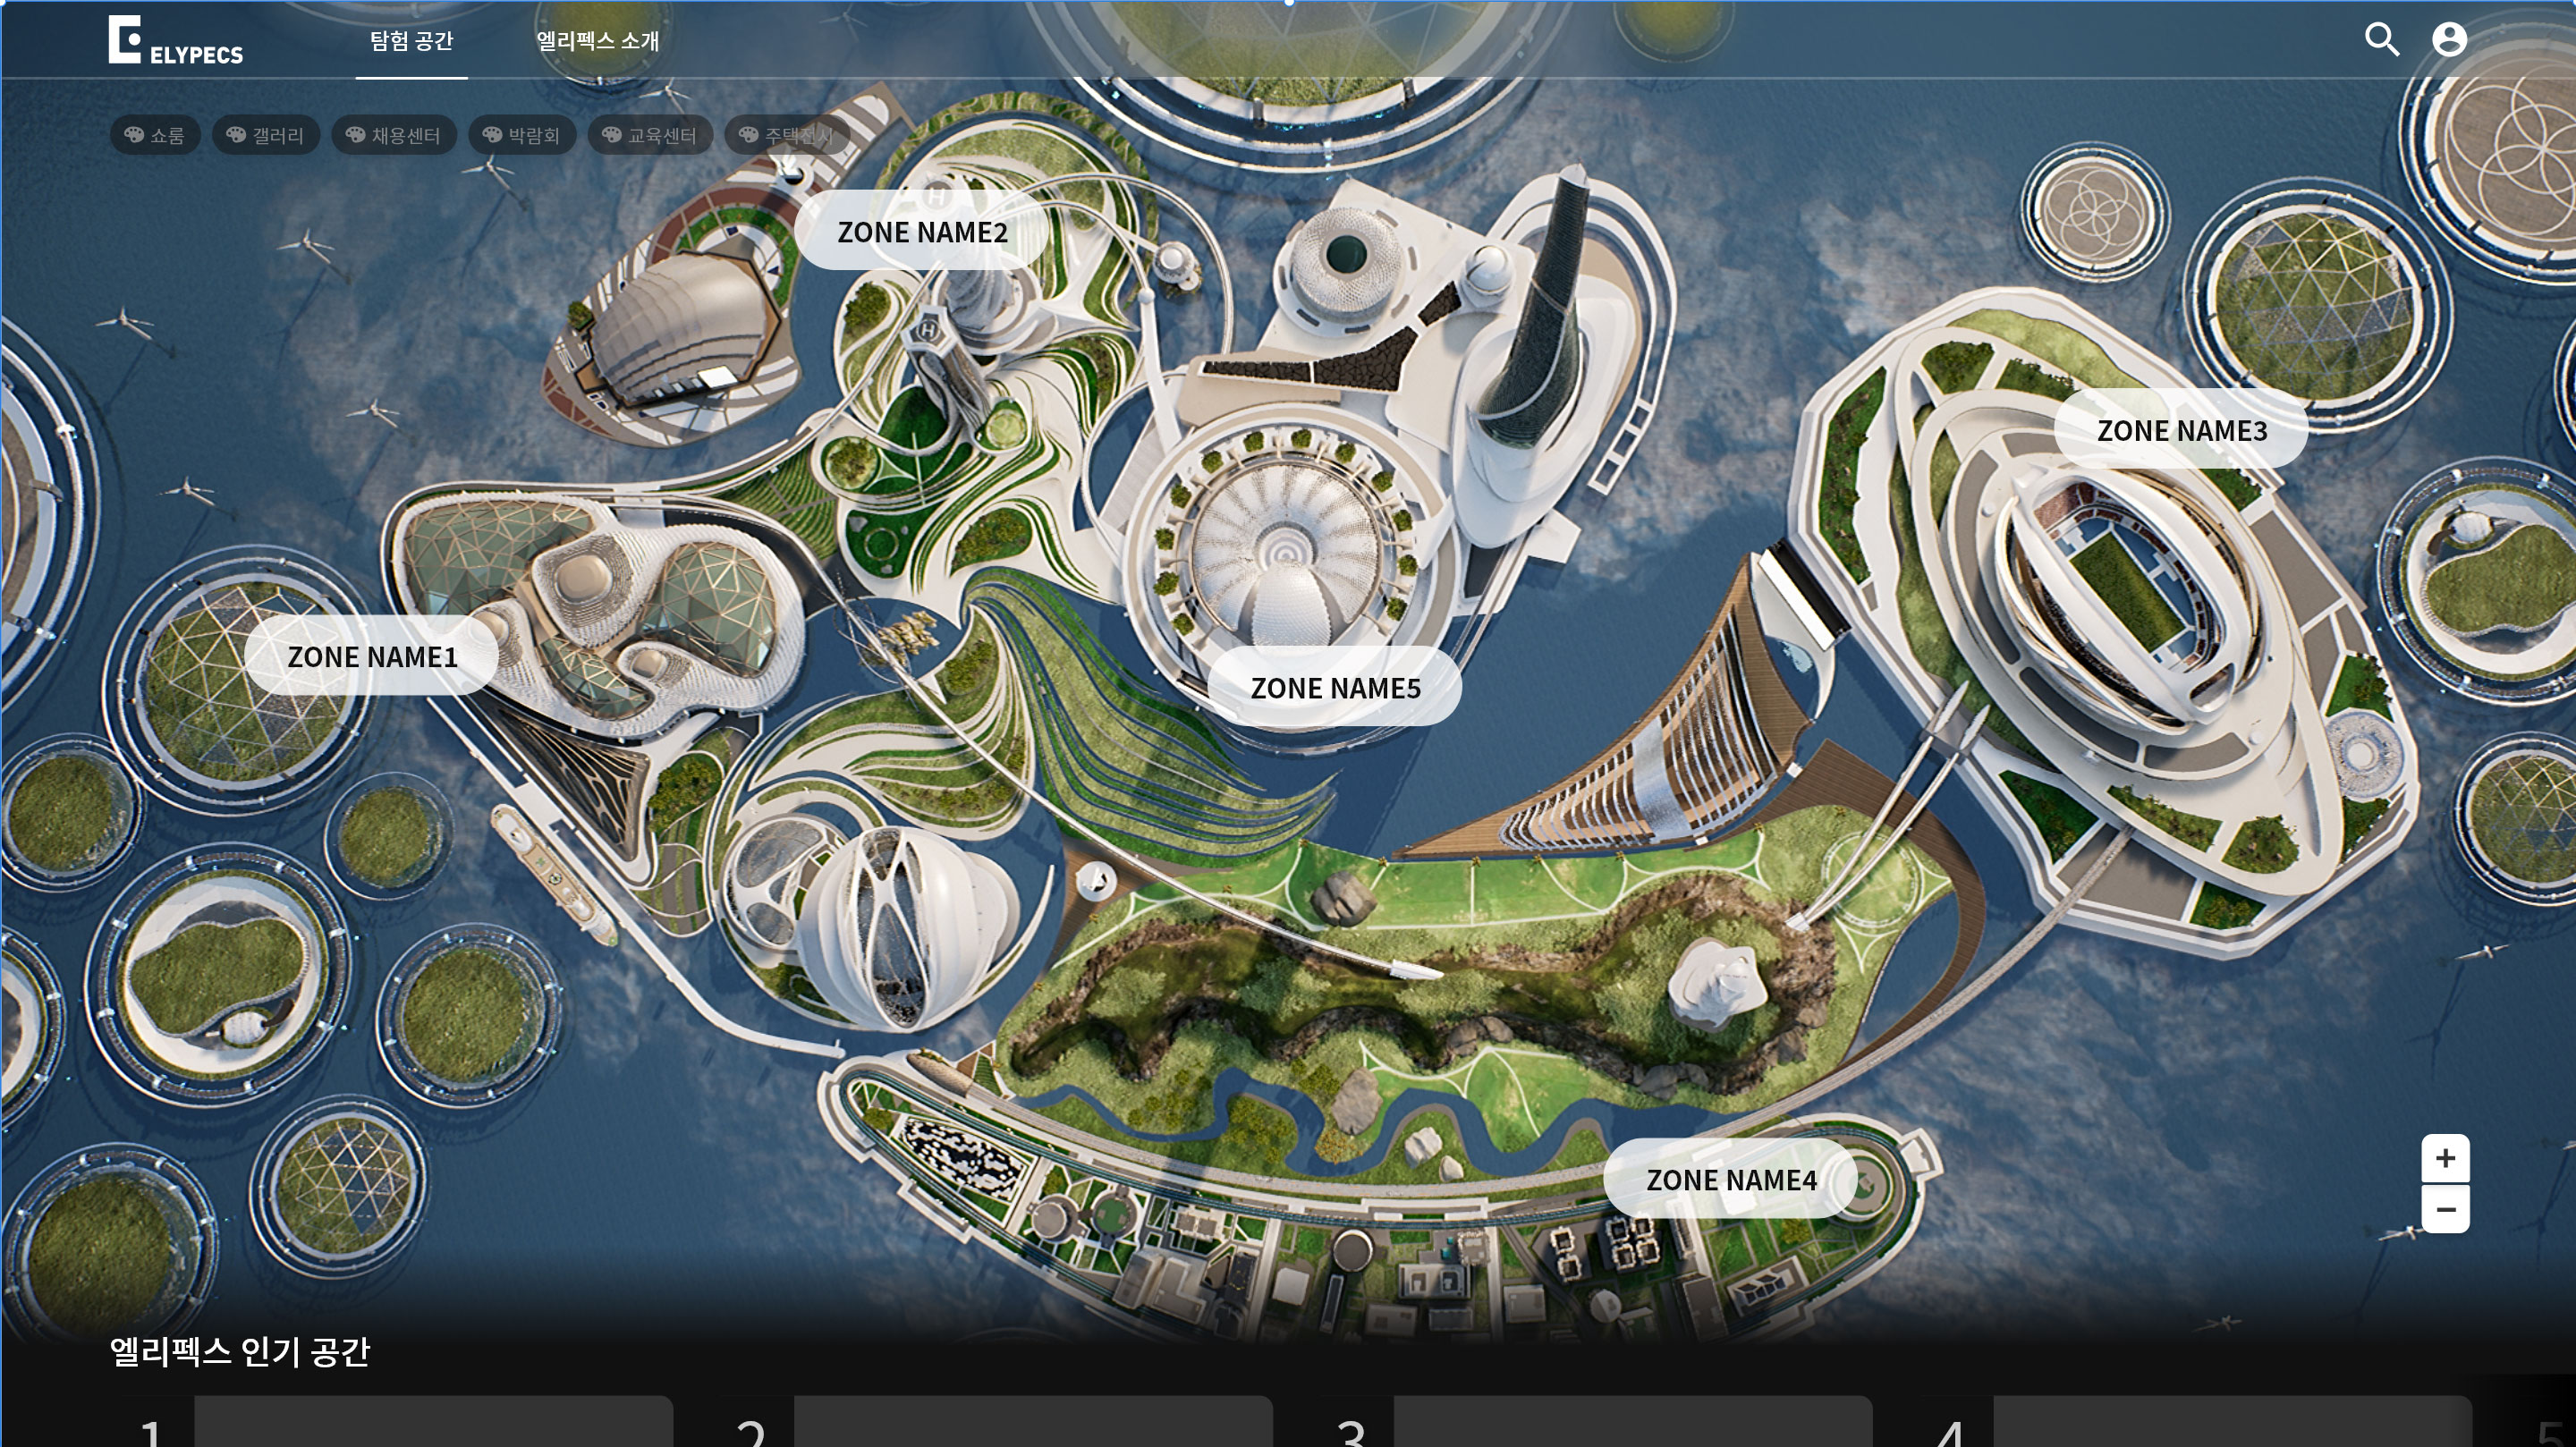 ELYPECS
탐험 공간
엘리펙스 소개
쇼룸
갤러리
채용센터
박람회
교육센터
주택전시
H
ZONE NAME2
H
ZONE NAME3
ZONE NAME1
ZONE NAME5
ZONE NAME4
+
−
엘리펙스 인기 공간
1
2
3
4
5